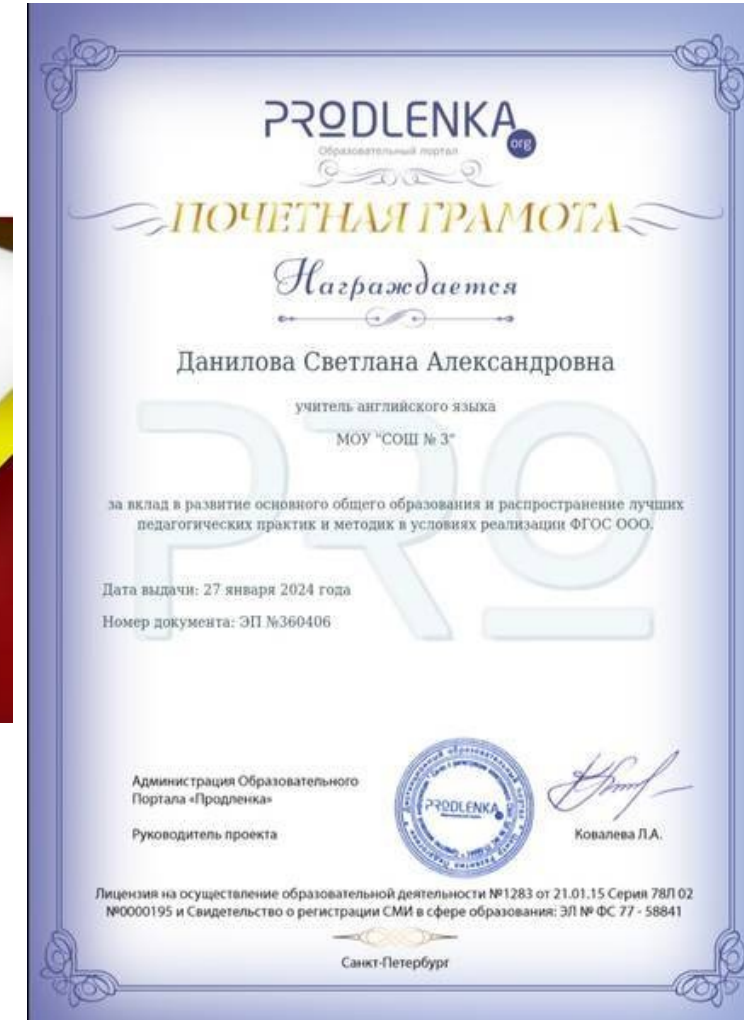 PRODLENKA org
Образовательный портал
ПОЧЕТНАЯ ГРАМОТА
Награждается
Данилова Светлана Александровна
учитель английского языка
МОУ "СОШ № 3"
PRO
за вклад в развитие основного общего образования и распространение лучших
педагогических практик и методик в условиях реализации ФГОС ООО.
Дата выдачи: 27 января 2024 года
Номер документа: ЭП №360406
Администрация Образовательного
Портала «Продленка»
Руководитель проекта
PRODLENKA
Ковалева Л.А.
Лицензия на осуществление образовательной деятельности №1283 от 21.01.15 Серия 78Л 02
№0000195 и Свидетельство о регистрации СМИ в сфере образования: ЭЛ № ФС 77 - 58841
Санкт-Петербург